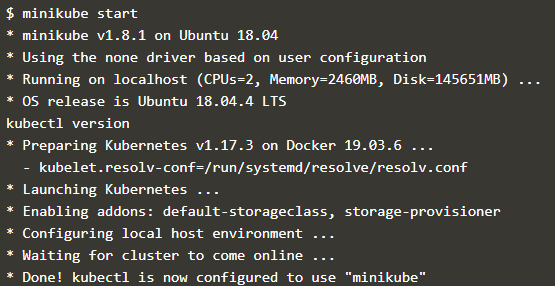 $ minikube start
* minikube v1.8.1 on Ubuntu 18.04
* Using the none driver based on user configuration
* Running on localhost (CPUs=2, Memory=2460MB, Disk=145651MB) ...
* OS release is Ubuntu 18.04.4 LTS
kubectl version
* Preparing Kubernetes v1.17.3 on Docker 19.03.6 ...
  - kubelet.resolv-conf=/run/systemd/resolve/resolv.conf
* Launching Kubernetes ...
* Enabling addons: default-storageclass, storage-provisioner
* Configuring local host environment ...
* Waiting for cluster to come online ...
* Done! kubectl is now configured to use "minikube"